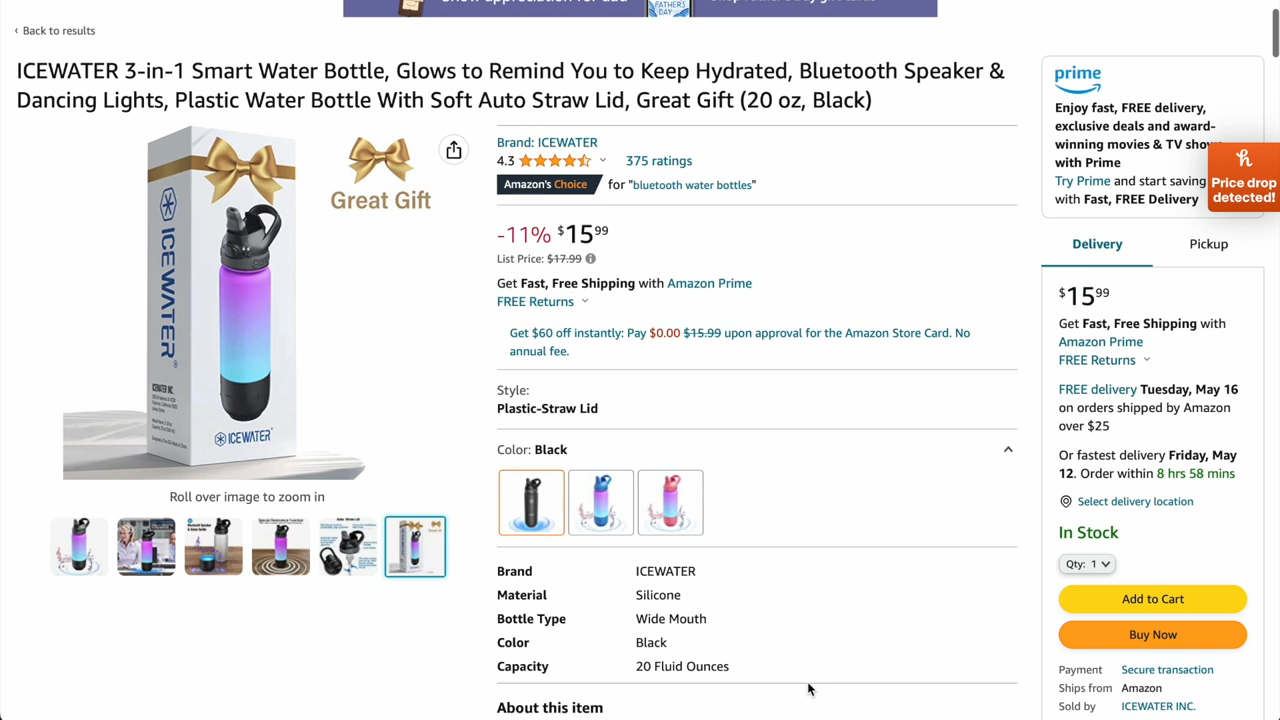 FATHER'S
DAY
‹ Back to results
ICEWATER 3-in-1 Smart Water Bottle, Glows to Remind You to Keep Hydrated, Bluetooth Speaker &
Dancing Lights, Plastic Water Bottle With Soft Auto Straw Lid, Great Gift (20 oz, Black)
Great Gift
ICEWATER
ICEWATER INC.
ICEWATER
Roll over image to zoom in
Auto Straw Lid
Brand: ICEWATER
4.3
375 ratings
Amazon's Choice for "bluetooth water bottles"
-11% $15 99
List Price: $17.99
Get Fast, Free Shipping with Amazon Prime
FREE Returns
Get $60 off instantly: Pay $0.00 $15.99 upon approval for the Amazon Store Card. No
annual fee.
Style:
Plastic-Straw Lid
Color: Black
Brand ICEWATER
Material Silicone
Bottle Type Wide Mouth
Color Black
Capacity 20 Fluid Ounces
About this item
prime
Enjoy fast, FREE delivery,
exclusive deals and award-
winning movies & TV shows
with Prime
Try Prime and start saving
with Fast, FREE Delivery
Price drop
detected!
Delivery Pickup
$15 99
Get Fast, Free Shipping with
Amazon Prime
FREE Returns
FREE delivery Tuesday, May 16
on orders shipped by Amazon
over $25
Or fastest delivery Friday, May
12. Order within 8 hrs 58 mins
Select delivery location
In Stock
Qty: 1
Add to Cart
Buy Now
Payment Secure transaction
Ships from Amazon
Sold by ICEWATER INC.